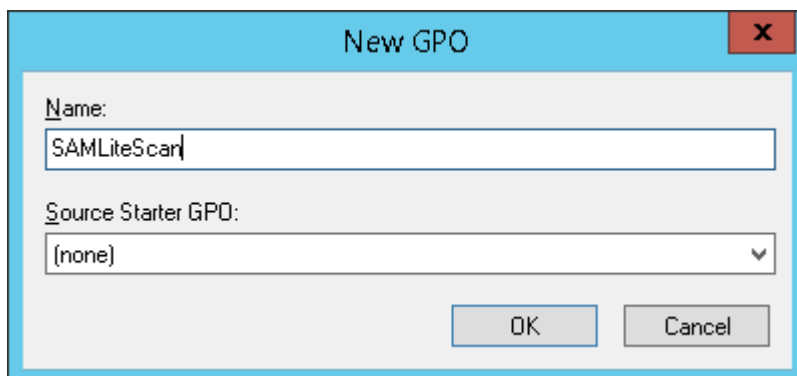 New GPO
x
Name:
SAMLiteScan
Source Starter GPO:
(none)
OK Cancel